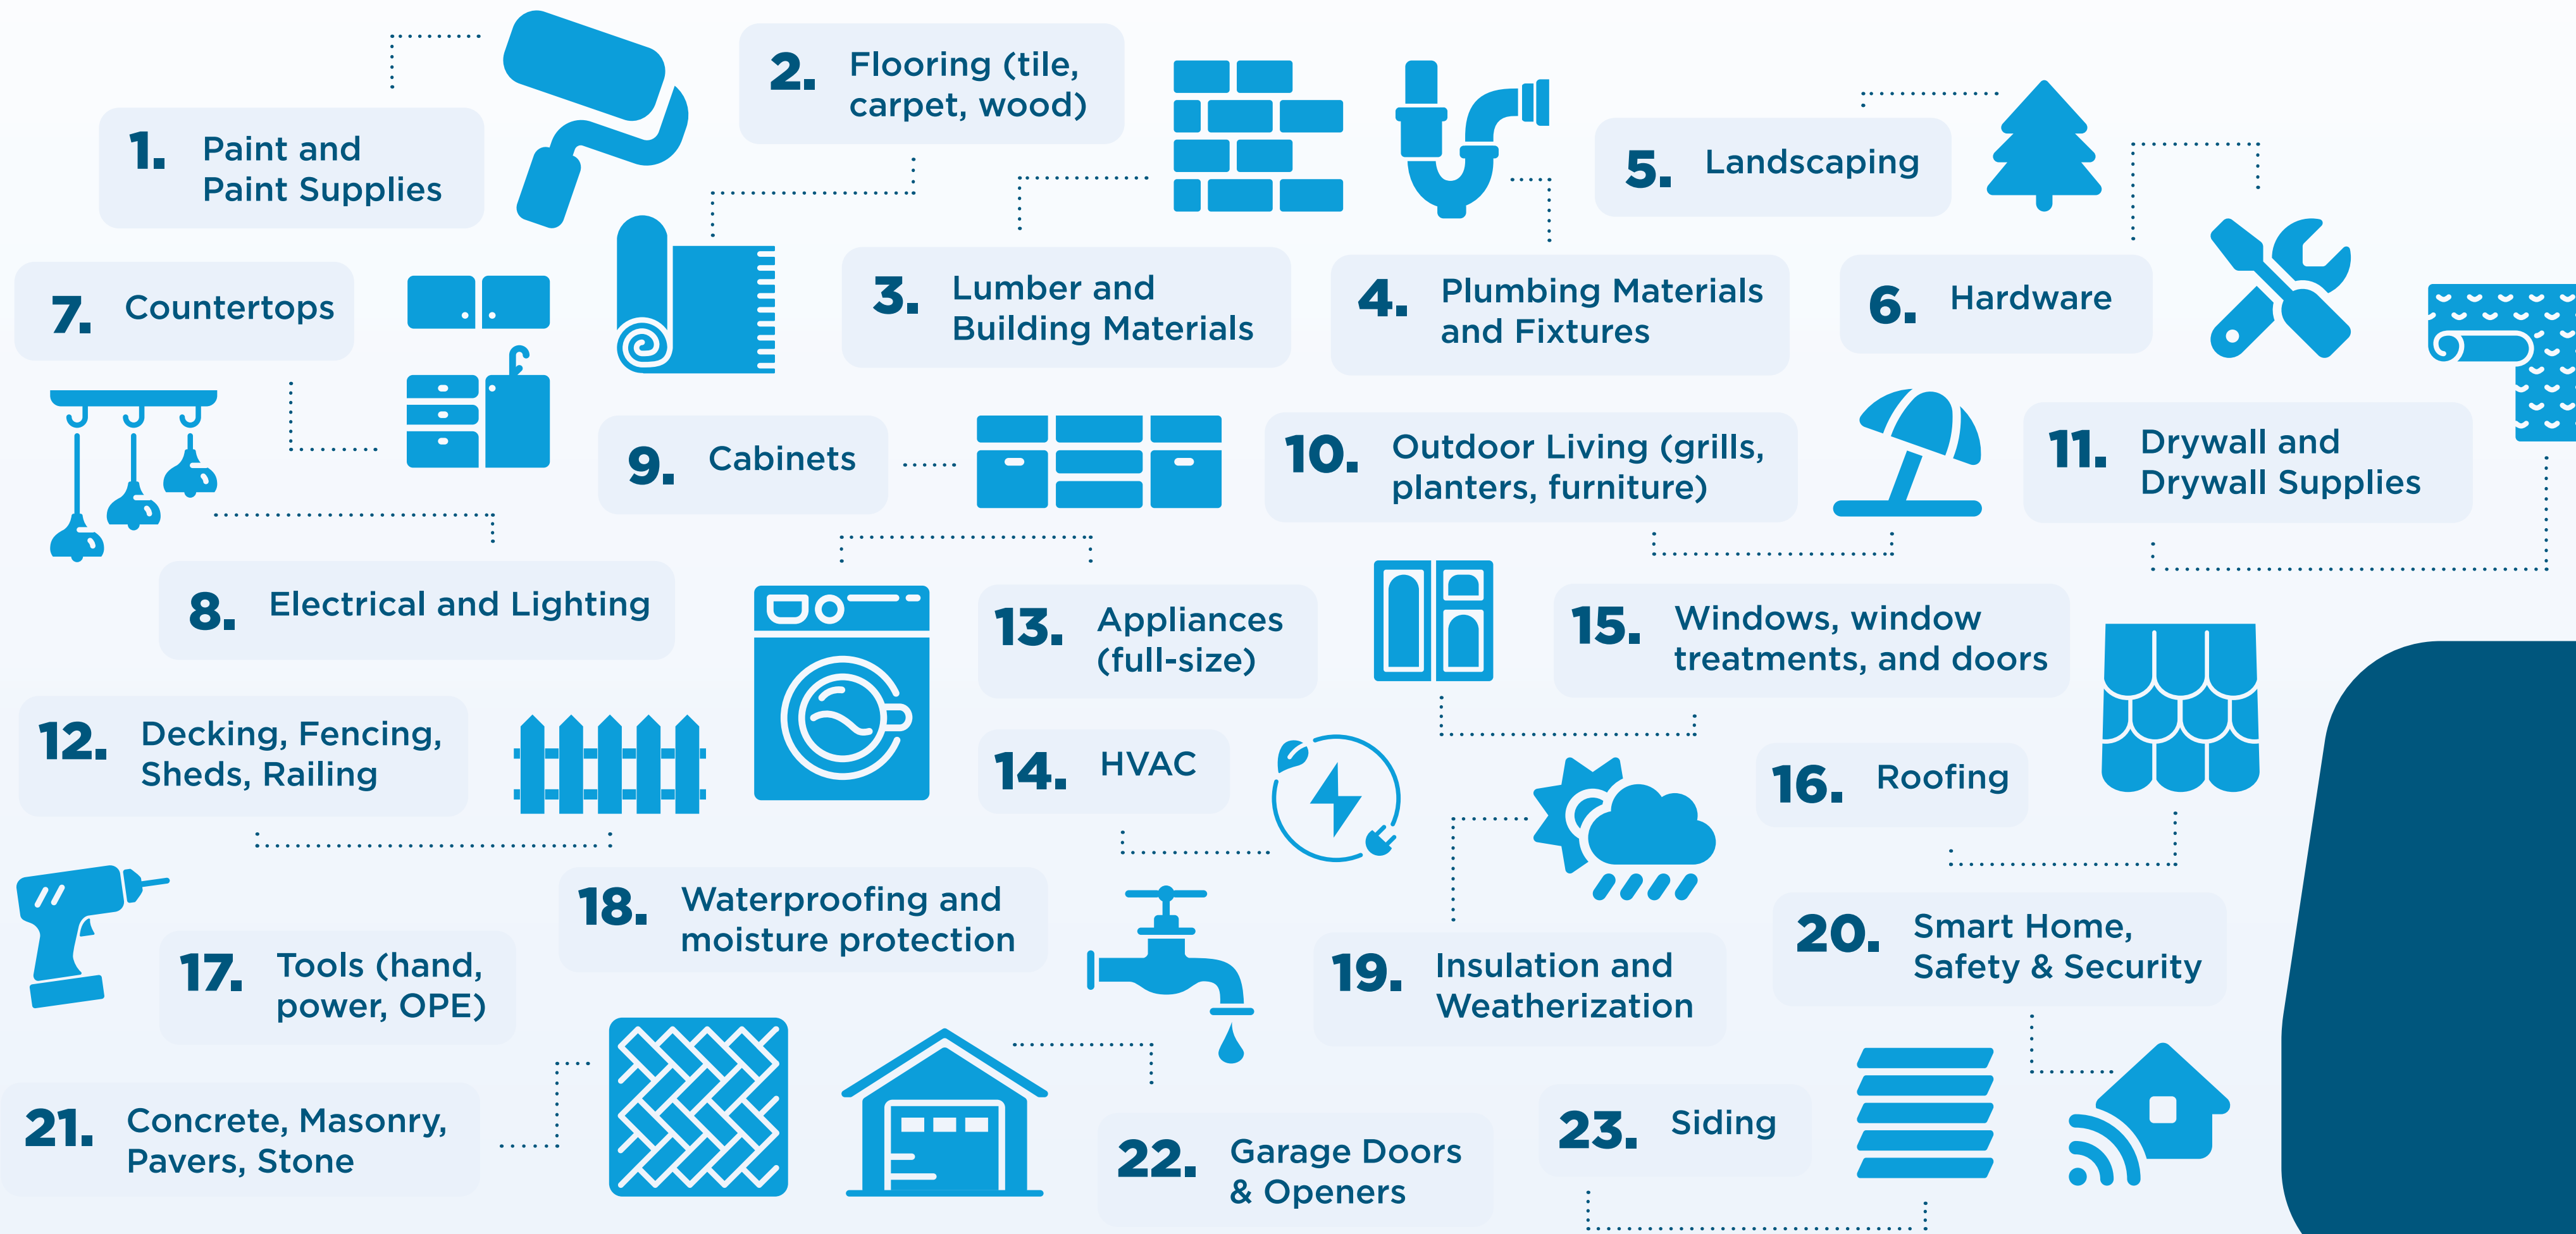 1. Paint and
Paint Supplies
2. Flooring (tile,
carpet, wood)
3. Lumber and
Building Materials
4. Plumbing Materials
and Fixtures
5. Landscaping
6. Hardware
7. Countertops
8. Electrical and Lighting
9. Cabinets
10. Outdoor Living (grills,
planters, furniture)
11. Drywall and
Drywall Supplies
12. Decking, Fencing,
Sheds, Railing
13. Appliances
(full-size)
14. HVAC
15. Windows, window
treatments, and doors
16. Roofing
17. Tools (hand,
power, OPE)
18. Waterproofing and
moisture protection
19. Insulation and
Weatherization
20. Smart Home,
Safety & Security
21. Concrete, Masonry,
Pavers, Stone
22. Garage Doors
& Openers
23. Siding